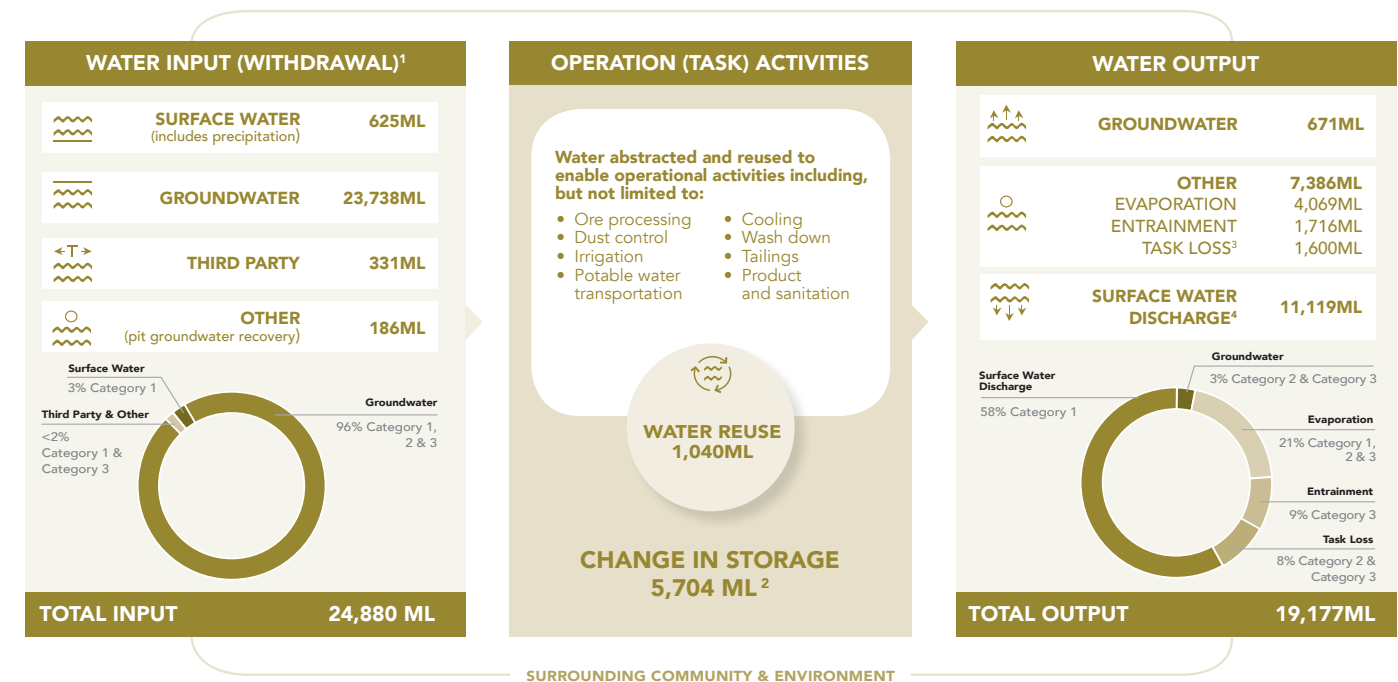 WATER INPUT (WITHDRAWAL)¹
SURFACE WATER 625ML
(includes precipitation)
GROUNDWATER 23,738ML
←T→
THIRD PARTY 331ML
OTHER 186ML
(pit groundwater recovery)
Surface Water
3% Category 1
Third Party & Other
<2%
Category 1 &
Category 3
Groundwater
96% Category 1,
2 & 3
TOTAL INPUT 24,880 ML
OPERATION (TASK) ACTIVITIES
Water abstracted and reused to
enable operational activities including,
but not limited to:
• Ore processing
• Dust control
• Irrigation
• Potable water
transportation
• Cooling
• Wash down
• Tailings
• Product
and sanitation
WATER REUSE
1,040ML
CHANGE IN STORAGE
5,704 ML²
WATER OUTPUT
GROUNDWATER 671ML
OTHER 7,386ML
EVAPORATION 4,069ML
ENTRAINMENT 1,716ML
TASK LOSS³ 1,600ML
SURFACE WATER
DISCHARGE⁴ 11,119ML
Groundwater
3% Category 2 & Category 3
Surface Water
Discharge
58% Category 1
Evaporation
21% Category 1,
2 & 3
Entrainment
9% Category 3
Task Loss
8% Category 2 &
Category 3
TOTAL OUTPUT 19,177ML
SURROUNDING COMMUNITY & ENVIRONMENT